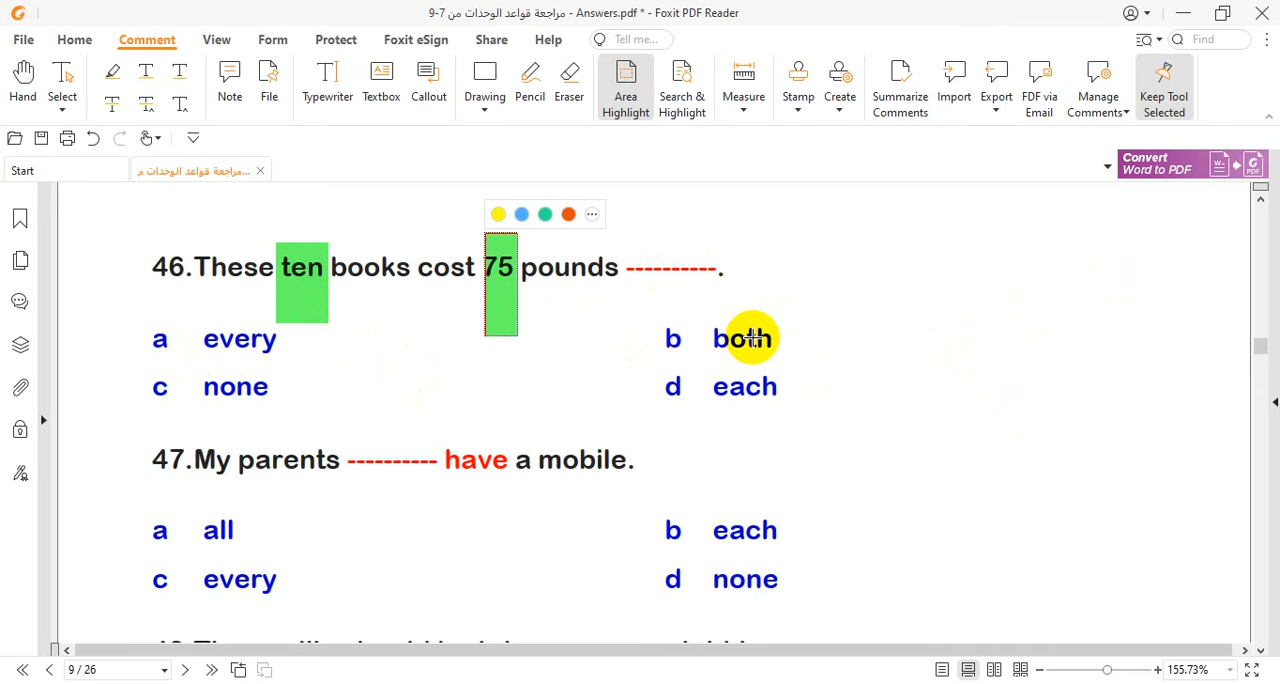 مراجعة قواعد الوحدات من 7-9 - Answers.pdf * - Foxit PDF Reader
File Home Comment View Form Protect Foxit eSign Share Help Tell me... Find
Hand Select Note File Typewriter Textbox Callout Drawing Pencil Eraser Area Highlight Search & Highlight Measure Stamp Create Summarize Comments Import Export PDF via Email Manage Comments Keep Tool Selected
Start مراجعة قواعد الوحدات م... Convert Word to PDF
46.These ten books cost 75 pounds ----------.
a every b both
c none d each
47.My parents ---------- have a mobile.
a all b each
c every d none
9 / 26 155.73%